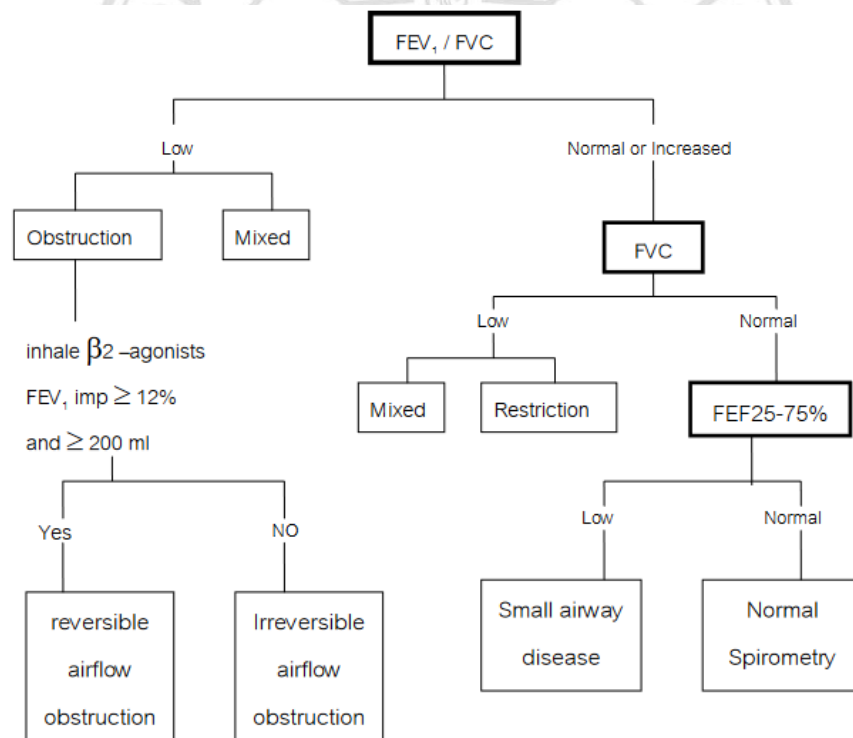 FEV₁ / FVC
Low
Normal or Increased
Obstruction
Mixed
FVC
Low
Normal
inhale β2 –agonists
FEV₁ imp ≥ 12%
and ≥ 200 ml
Mixed
Restriction
FEF25-75%
Yes
NO
Low
Normal
reversible
airflow
obstruction
Irreversible
airflow
obstruction
Small airway
disease
Normal
Spirometry